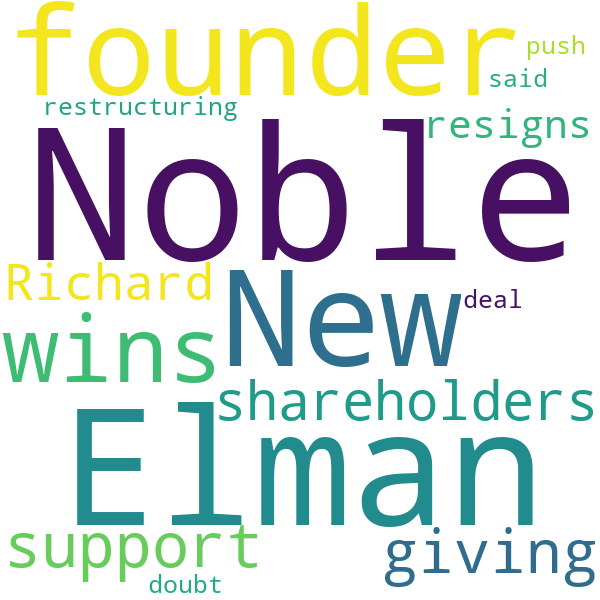 founder
push
said
restructuring
resigns
Noble
Richard
New
deal
wins
shareholders
Elman
support
giving
doubt